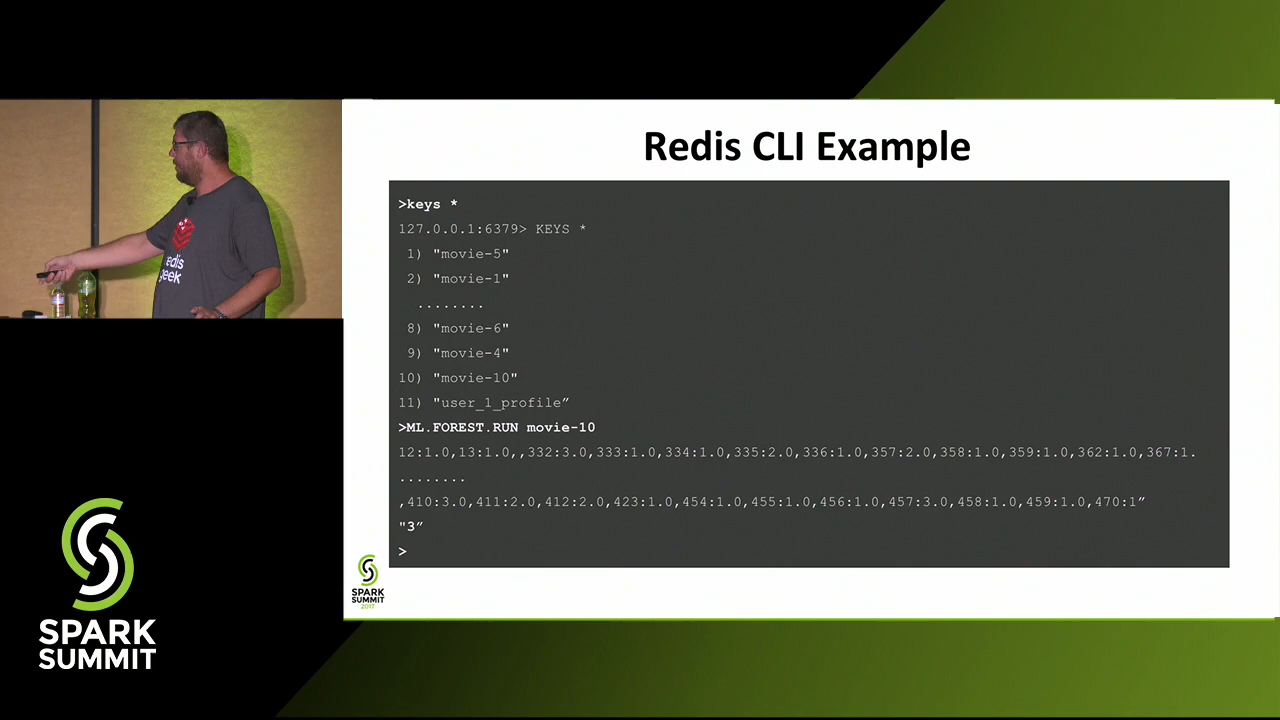 Redis CLI Example
>keys *
127.0.0.1:6379> KEYS *
1) "movie-5"
2) "movie-1"
........
8) "movie-6"
9) "movie-4"
10) "movie-10"
11) "user_1_profile”
>ML.FOREST.RUN movie-10
12:1.0,13:1.0,,332:3.0,333:1.0,334:1.0,335:2.0,336:1.0,357:2.0,358:1.0,359:1.0,362:1.0,367:1.
........
,410:3.0,411:2.0,412:2.0,423:1.0,454:1.0,455:1.0,456:1.0,457:3.0,458:1.0,459:1.0,470:1”
"3”
>
edis
geek
SPARK
SUMMIT
2017
SPARK
SUMMIT